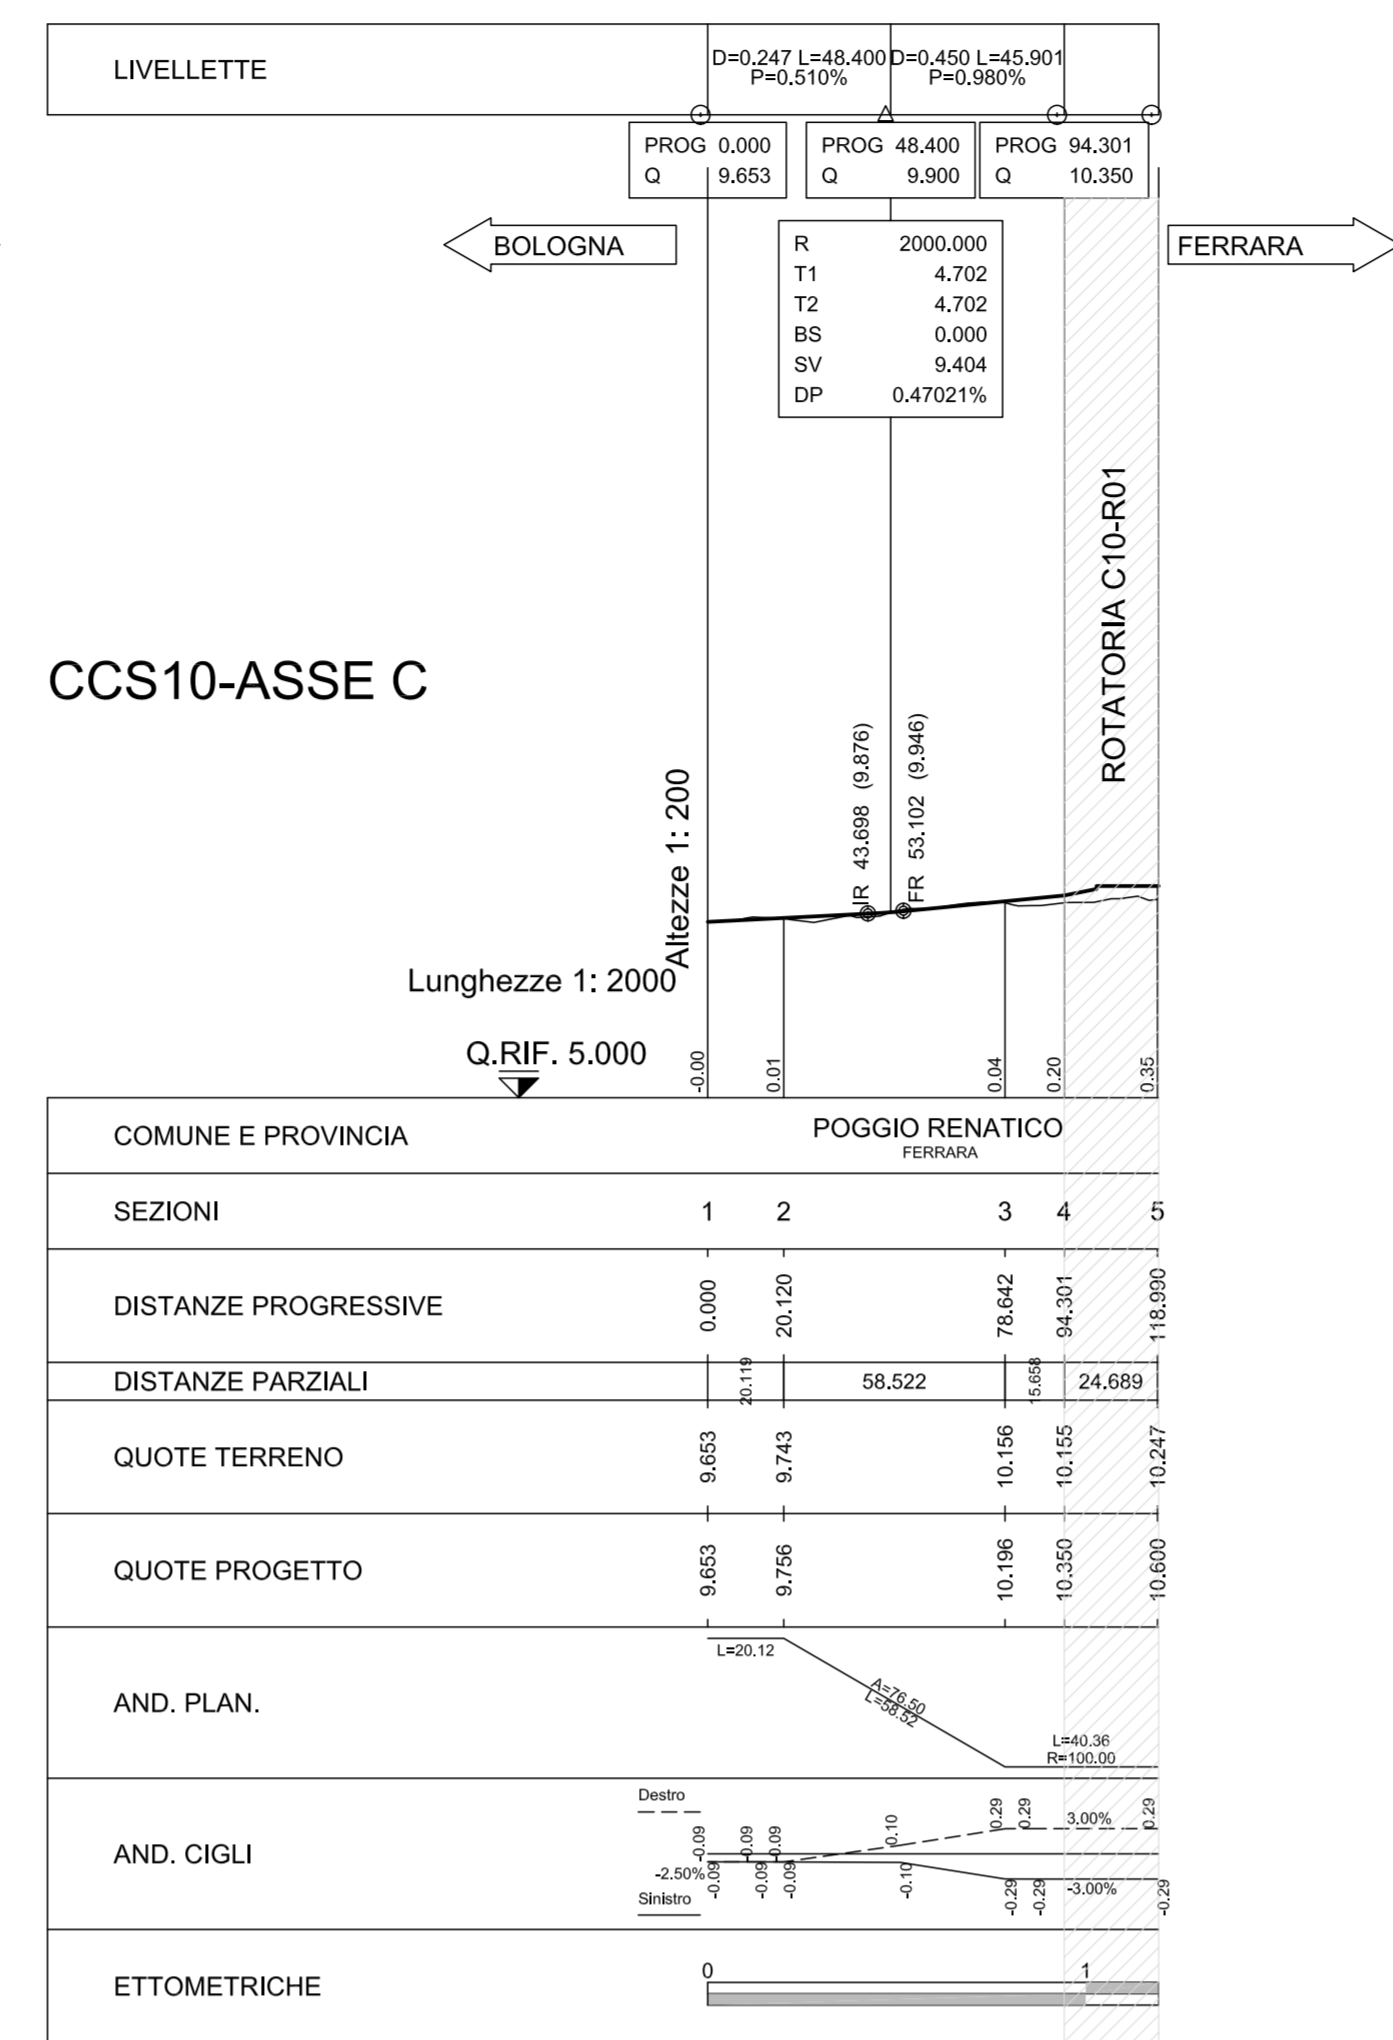 LIVELLETTE
D=0.247 L=48.400
P=0.510%
D=0.450 L=45.901
P=0.980%
PROG 0.000
Q 9.653
PROG 48.400
Q 9.900
PROG 94.301
Q 10.350
BOLOGNA
FERRARA
R 2000.000
T1 4.702
T2 4.702
BS 0.000
SV 9.404
DP 0.47021%
ROTATORIA C10-R01
CCS10-ASSE C
IR 43.698 (9.876)
FR 53.102 (9.946)
Altezze 1: 200
Lunghezze 1: 2000
Q.RIF. 5.000
-0.00
0.01
0.04
0.20
0.35
COMUNE E PROVINCIA
POGGIO RENATICO
FERRARA
SEZIONI 1 2 3 4 5
DISTANZE PROGRESSIVE 0.000 20.120 78.642 94.301 118.990
DISTANZE PARZIALI 20.119 58.522 15.658 24.689
QUOTE TERRENO 9.653 9.743 10.156 10.155 10.247
QUOTE PROGETTO 9.653 9.756 10.196 10.350 10.600
AND. PLAN.
L=20.12
A=76.50
L=58.52
L=40.36
R=100.00
AND. CIGLI
Destro
-0.09 -0.09 -0.09 0.10 0.29 0.29 3.00% 0.29
-2.50%
-0.09 -0.09 -0.09 -0.10 -0.29 -0.29 -3.00% -0.29
Sinistro
ETTOMETRICHE
0 1